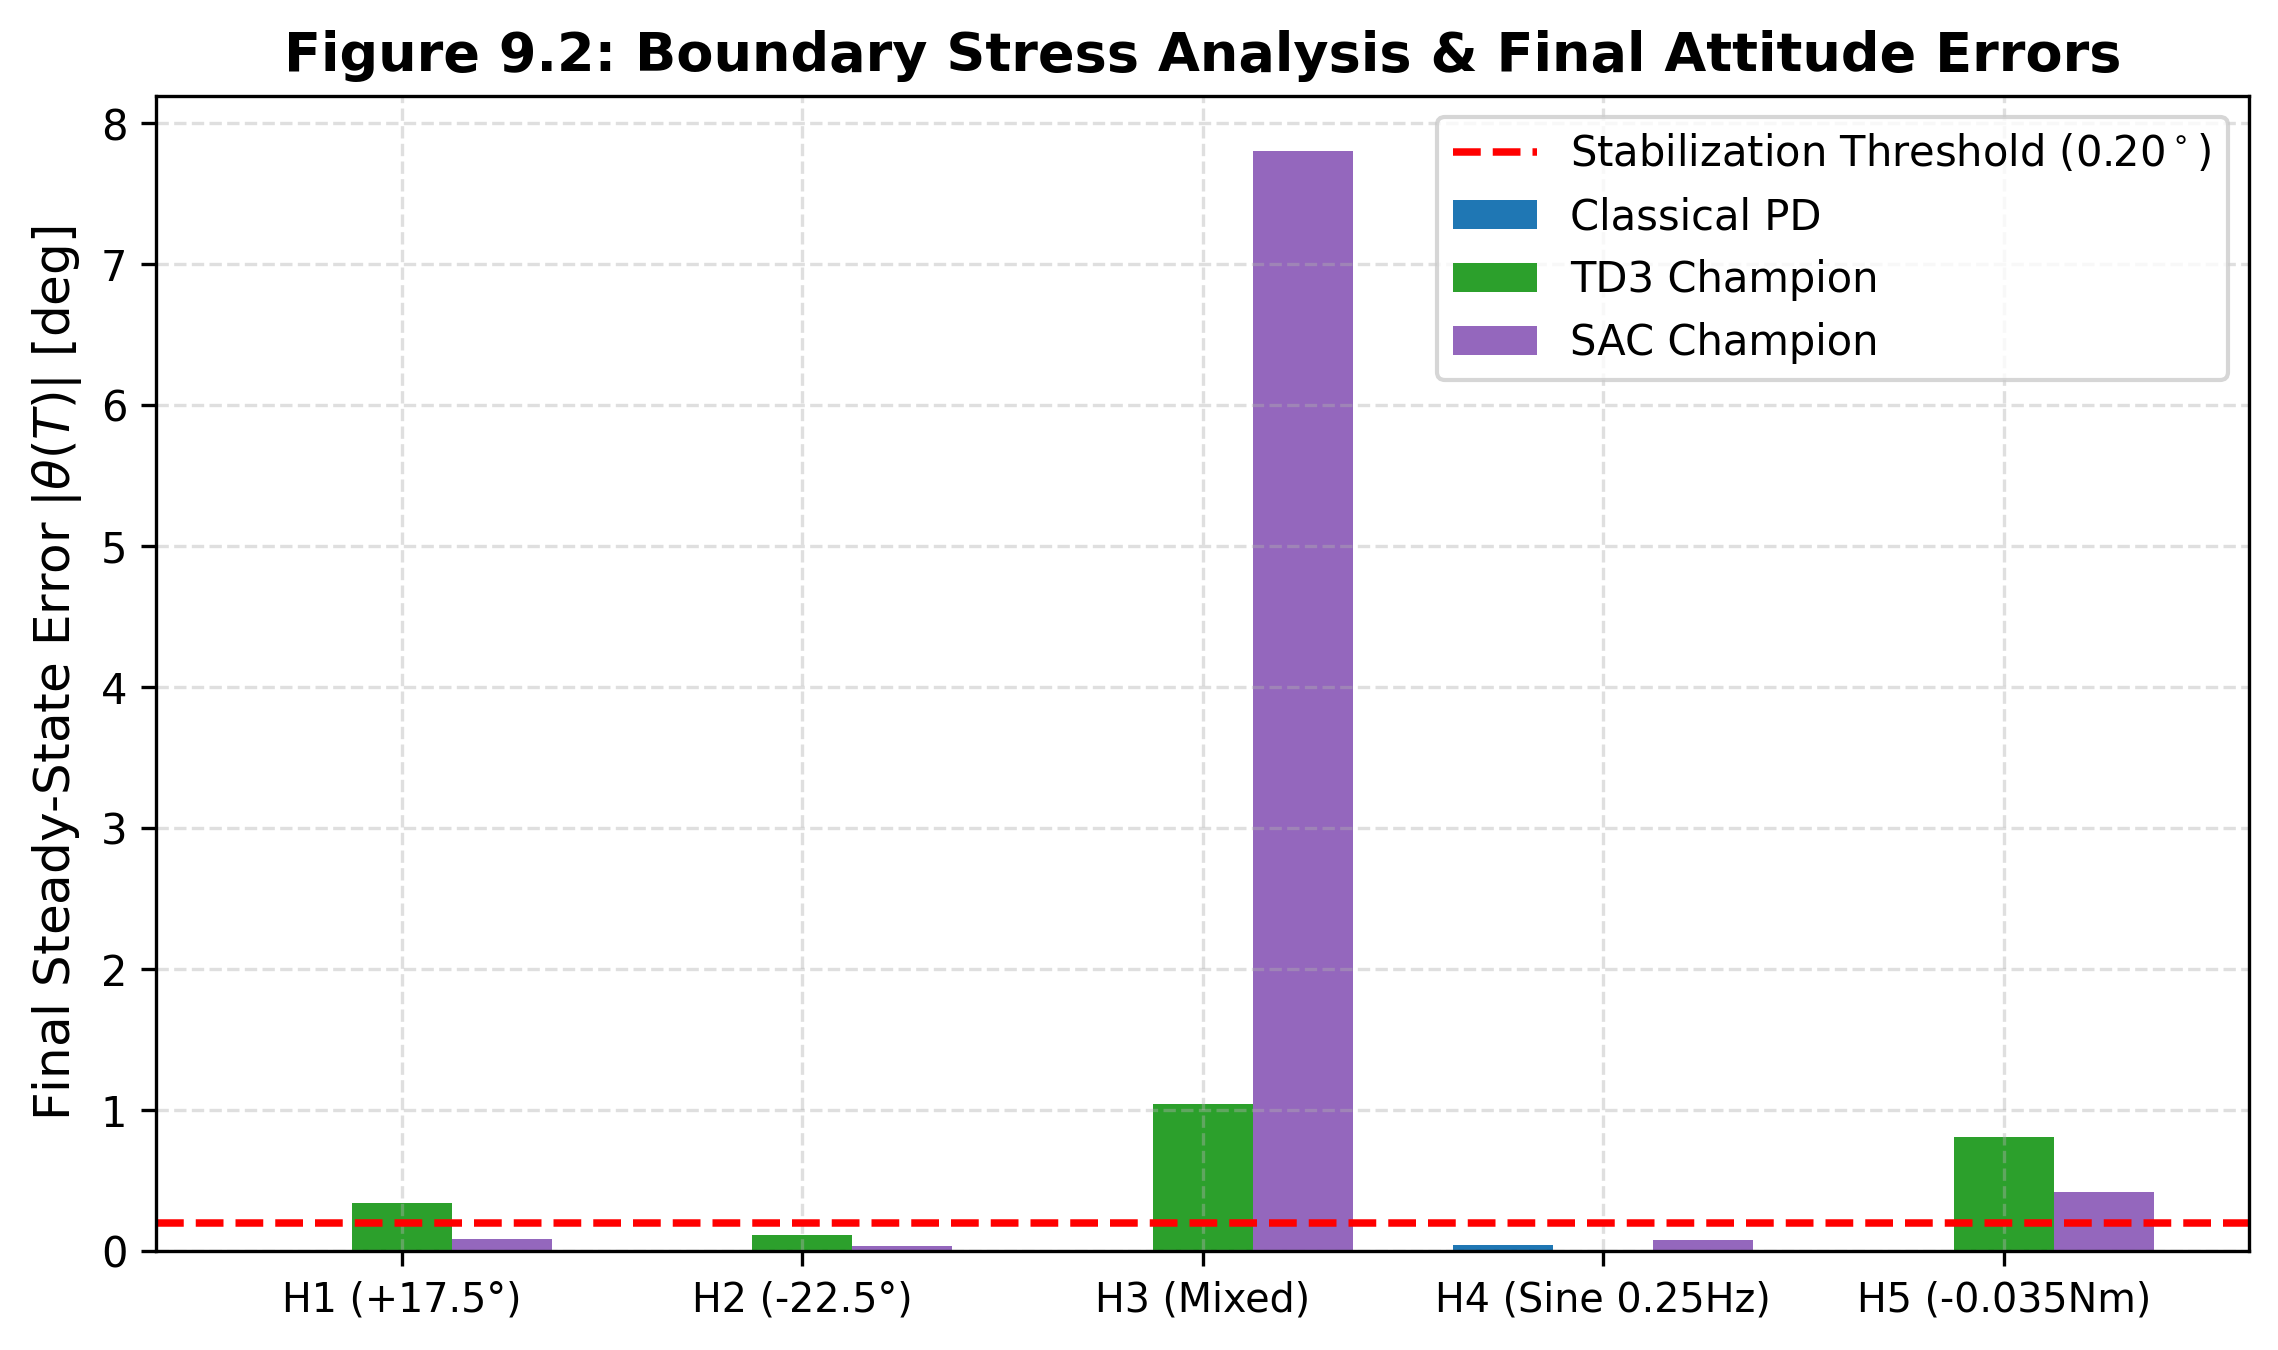 Figure 9.2: Boundary Stress Analysis & Final Attitude Errors
Final Steady-State Error |θ(T)| [deg]
8
7
6
5
4
3
2
1
0
Stabilization Threshold (0.20°)
Classical PD
TD3 Champion
SAC Champion
H1 (+17.5°)
H2 (-22.5°)
H3 (Mixed)
H4 (Sine 0.25Hz)
H5 (-0.035Nm)